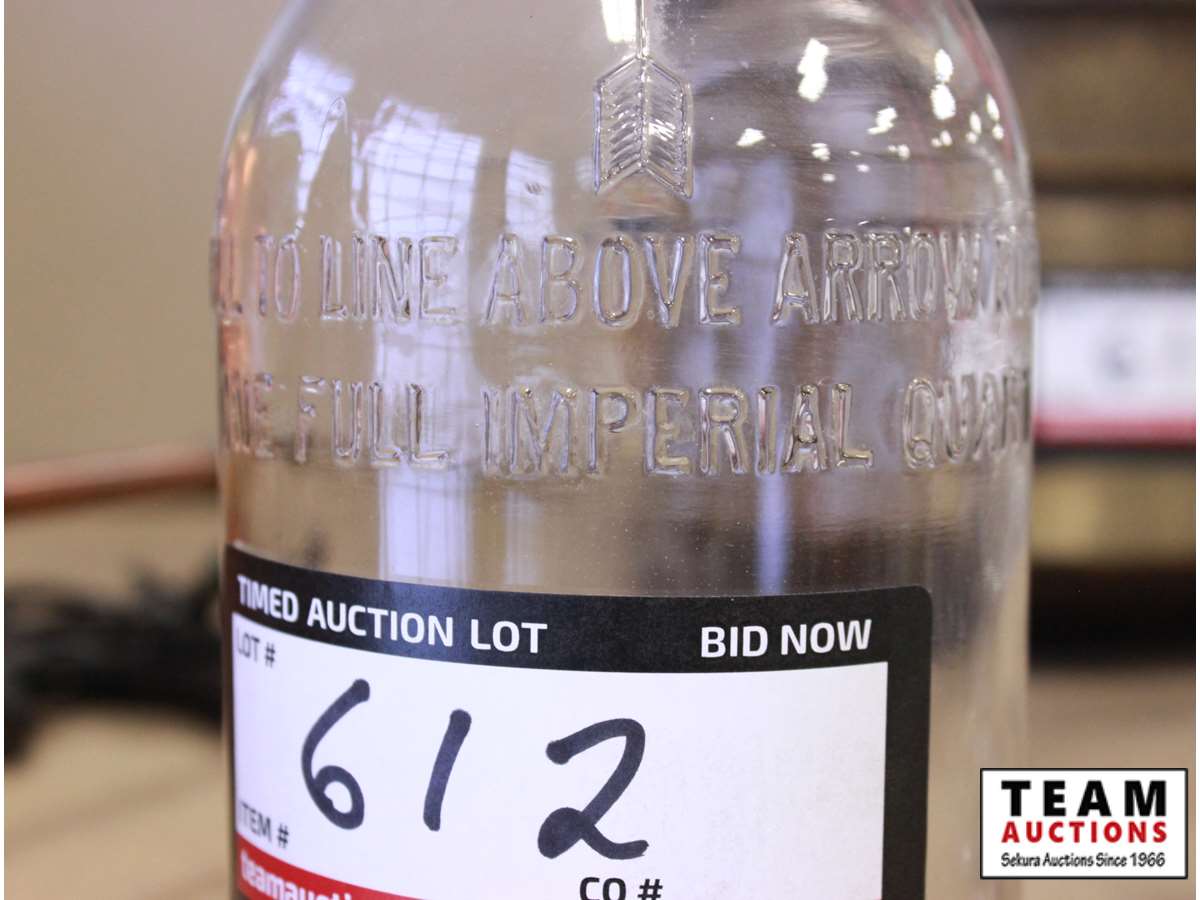 TO LINE ABOVE ARROW
FULL IMPERIAL QUART
TIMED AUCTION LOT BID NOW
LOT #
612
ITEM #
CO #
TEAM
AUCTIONS
Sekura Auctions Since 1966